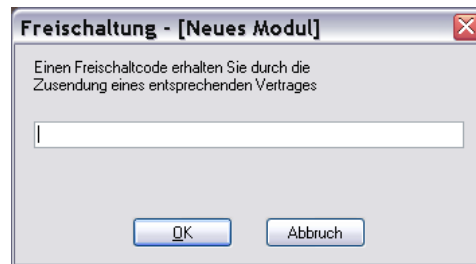 Freischaltung - [Neues Modul]
Einen Freischaltcode erhalten Sie durch die
Zusendung eines entsprechenden Vertrages
OK
Abbruch